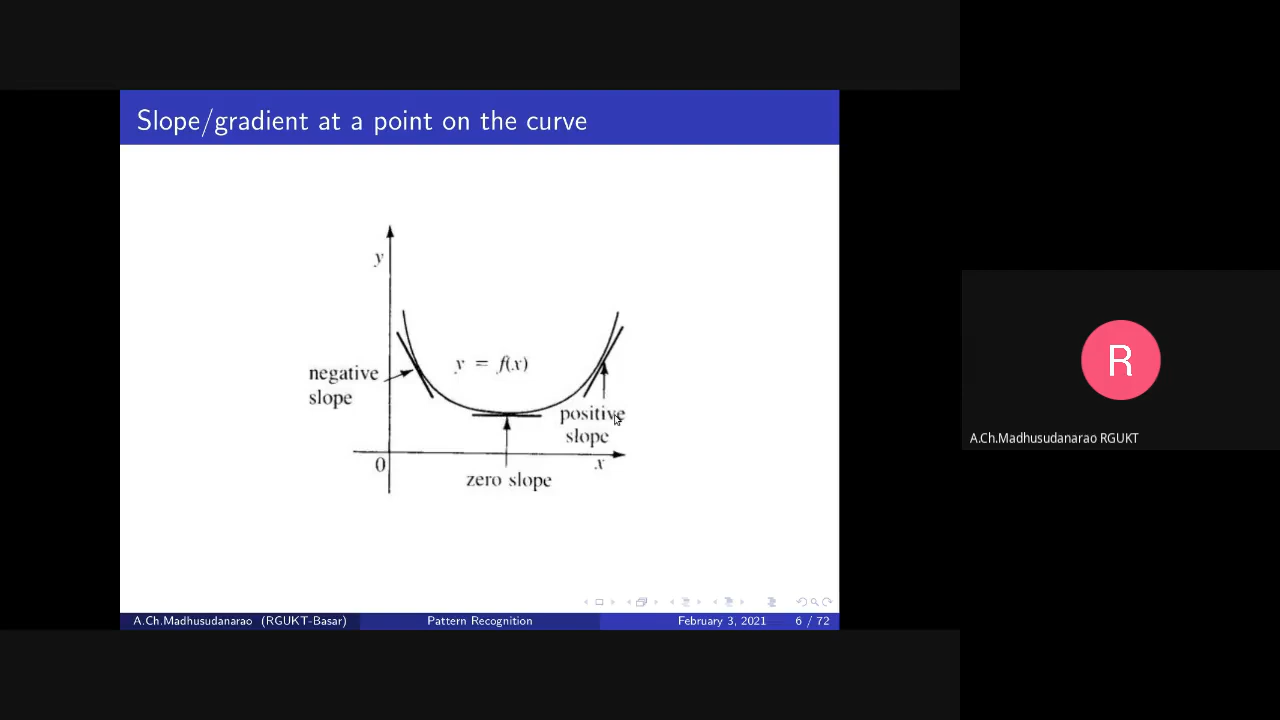 Slope/gradient at a point on the curve
y
y = f(x)
negative
slope
positive
slope
0
x
zero slope
R
A.Ch.Madhusudanarao RGUKT
A.Ch.Madhusudanarao (RGUKT-Basar) Pattern Recognition February 3, 2021 6 / 72